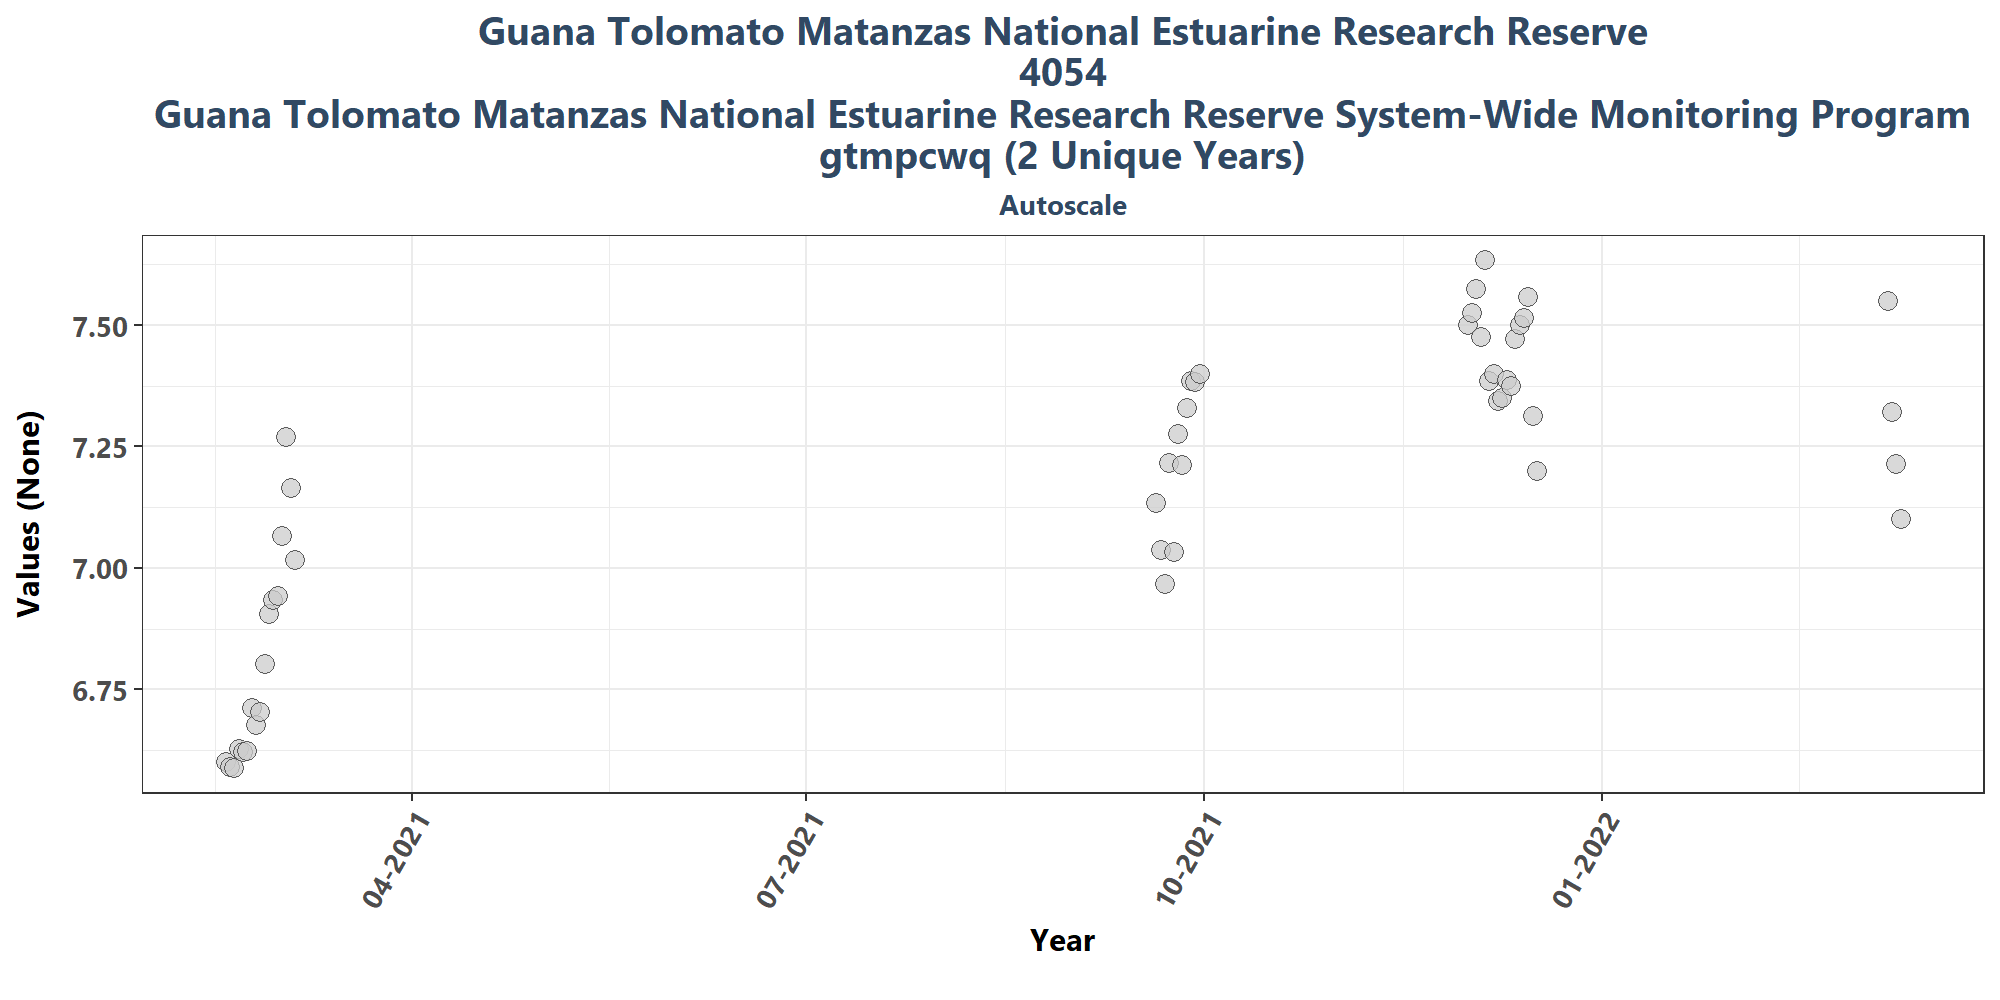 Guana Tolomato Matanzas National Estuarine Research Reserve
4054
Guana Tolomato Matanzas National Estuarine Research Reserve System-Wide Monitoring Program
gtmpcwq (2 Unique Years)
Autoscale
Values (None)
7.50
7.25
7.00
6.75
04-2021
07-2021
10-2021
01-2022
Year